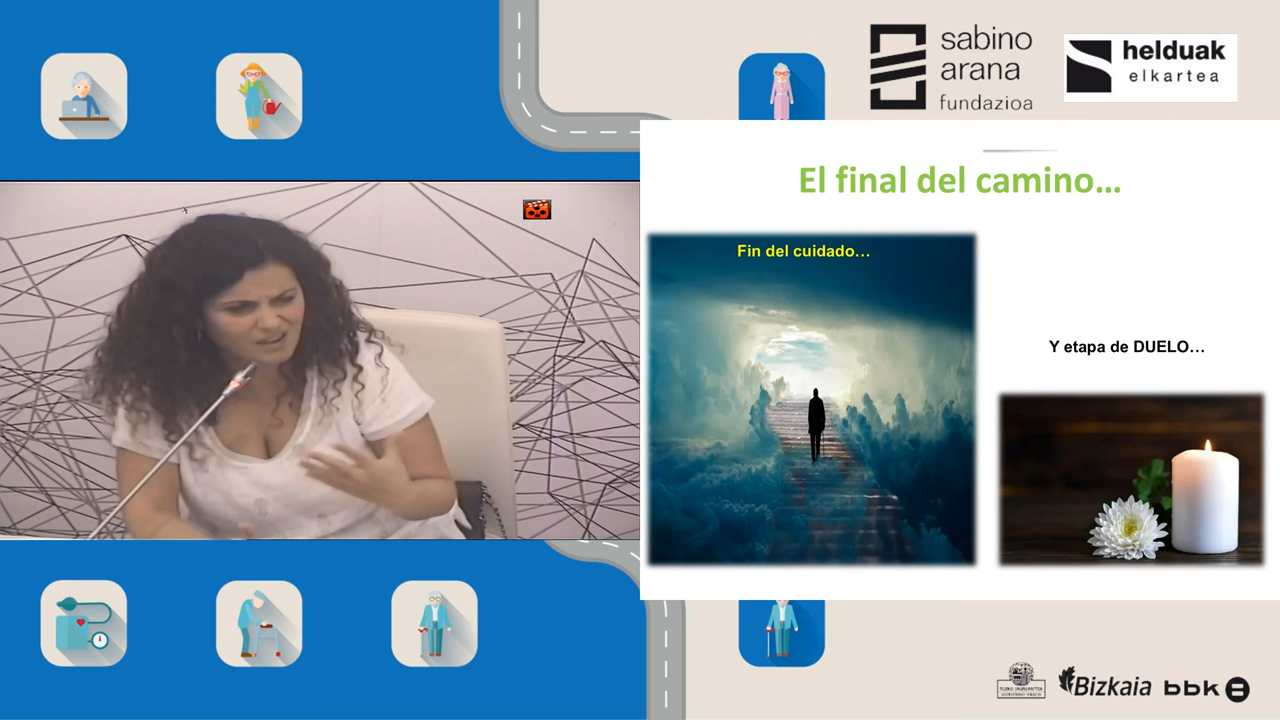 sabino
arana
fundazioa
helduak
elkartea
El final del camino...
Fin del cuidado...
Y etapa de DUELO...
Bizkaia
bbk